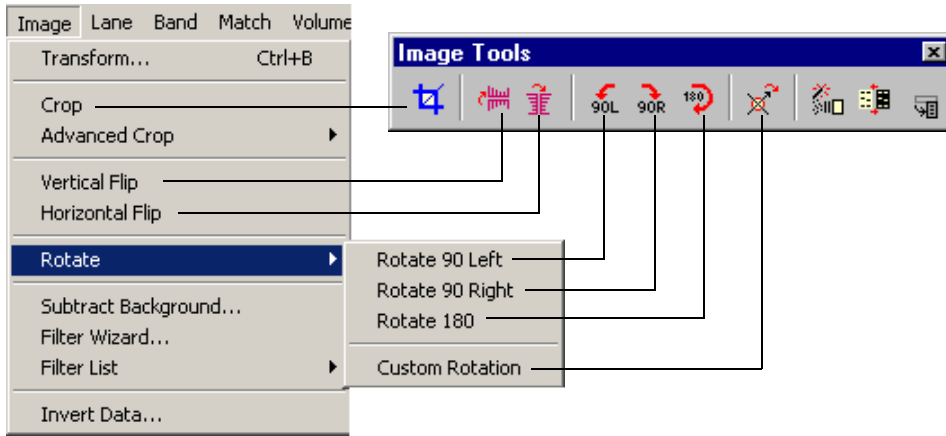 Image Lane Band Match Volume
Transform... Ctrl+B
Crop
Advanced Crop
Vertical Flip
Horizontal Flip
Rotate
Subtract Background...
Filter Wizard...
Filter List
Invert Data...
Rotate 90 Left
Rotate 90 Right
Rotate 180
Custom Rotation
Image Tools
90L 90R 180